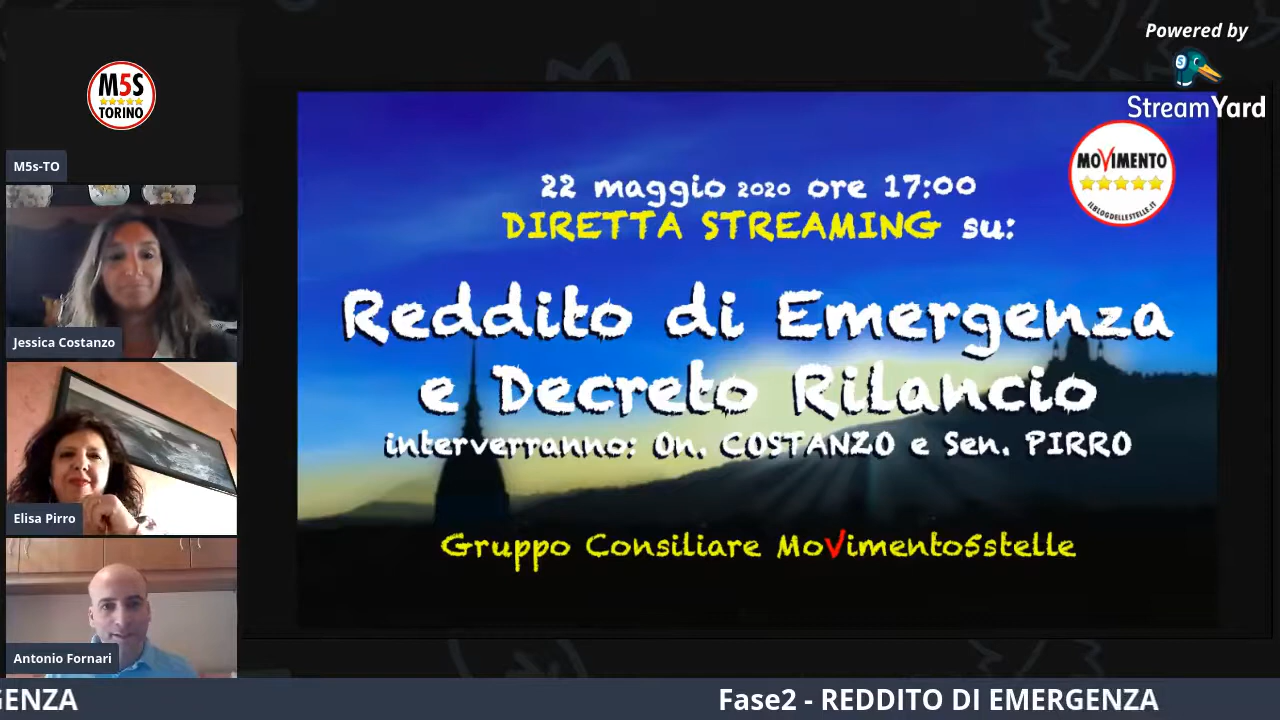 Powered by
StreamYard
M5S
TORINO
M5s-TO
Jessica Costanzo
Elisa Pirro
Antonio Fornari
MOVIMENTO
ILBLOGDELLESTELLE.IT
22 maggio 2020 ore 17:00
DIRETTA STREAMING su:
Reddito di Emergenza
e Decreto Rilancio
interverranno: On. COSTANZO e Sen. PIRRO
Gruppo Consiliare MoVimento5stelle
GENZA
Fase2 - REDDITO DI EMERGENZA